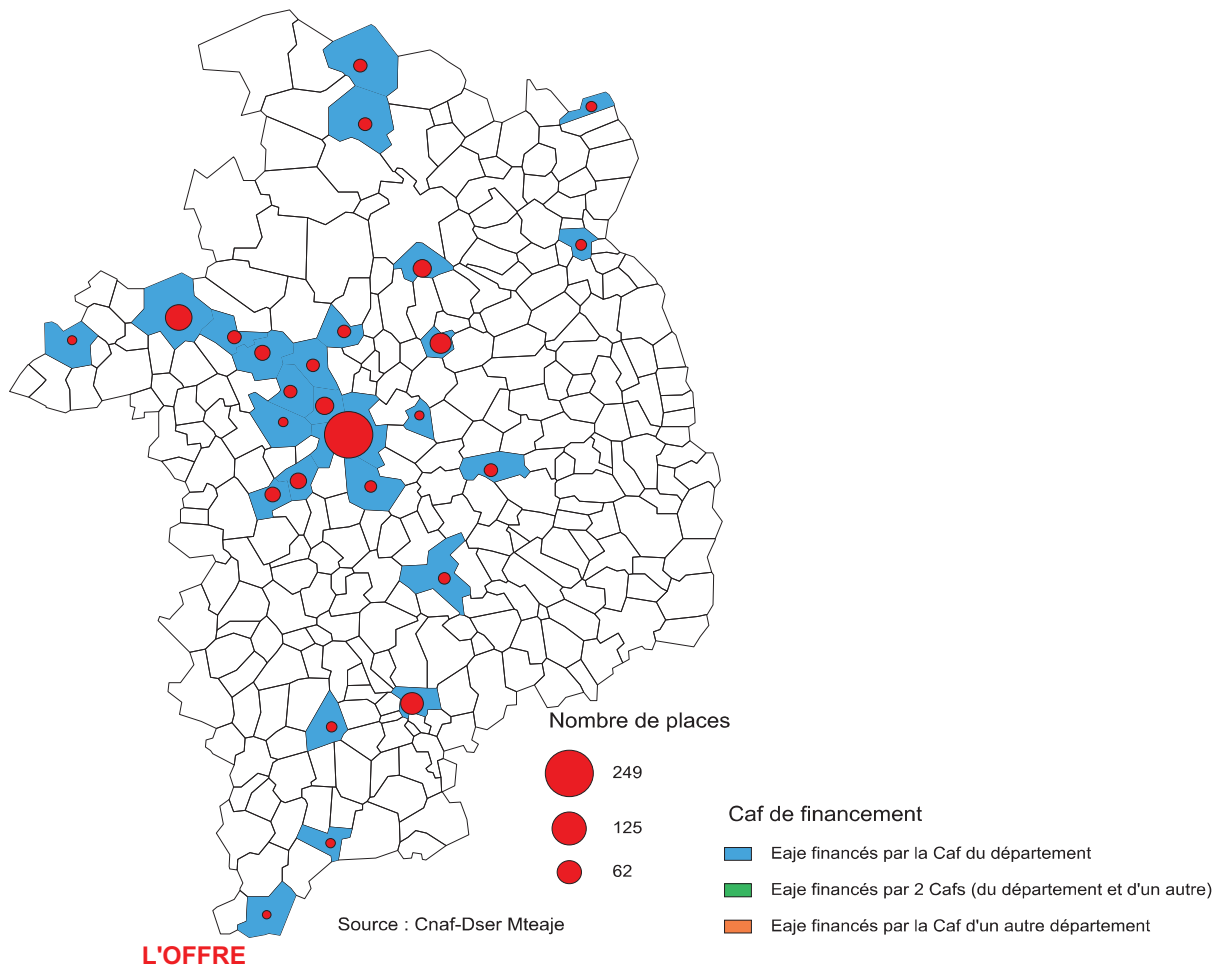 Nombre de places
249
125
62
Caf de financement
Eaje financés par la Caf du département
Eaje financés par 2 Cafs (du département et d'un autre)
Eaje financés par la Caf d'un autre département
Source : Cnaf-Dser Mteaje
L'OFFRE